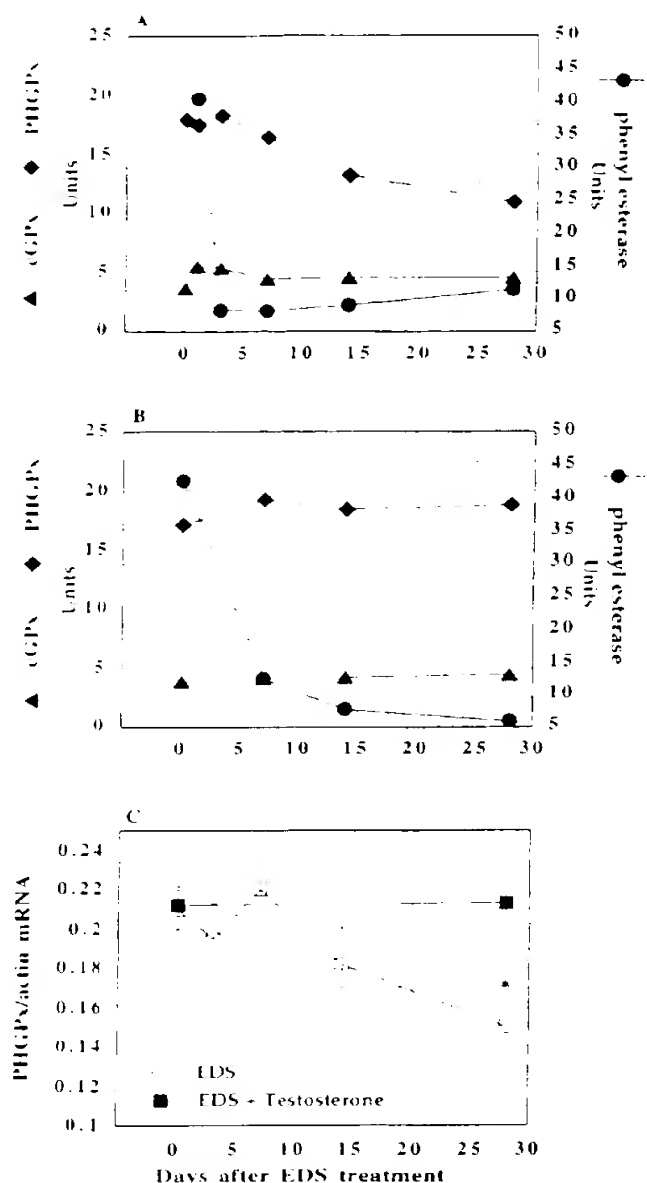 A
PHGPx
cGPx
Units
25
20
15
10
5
0
50
45
40
35
30
25
20
15
10
5
phenyl esterase
Units
0 5 10 15 20 25 30
B
PHGPx
cGPx
Units
25
20
15
10
5
0
50
45
40
35
30
25
20
15
10
5
phenyl esterase
Units
0 5 10 15 20 25 30
C
PHGPx/actin mRNA
0.24
0.22
0.2
0.18
0.16
0.14
0.12
0.1
*
EDS
EDS + Testosterone
0 5 10 15 20 25 30
Days after EDS treatment